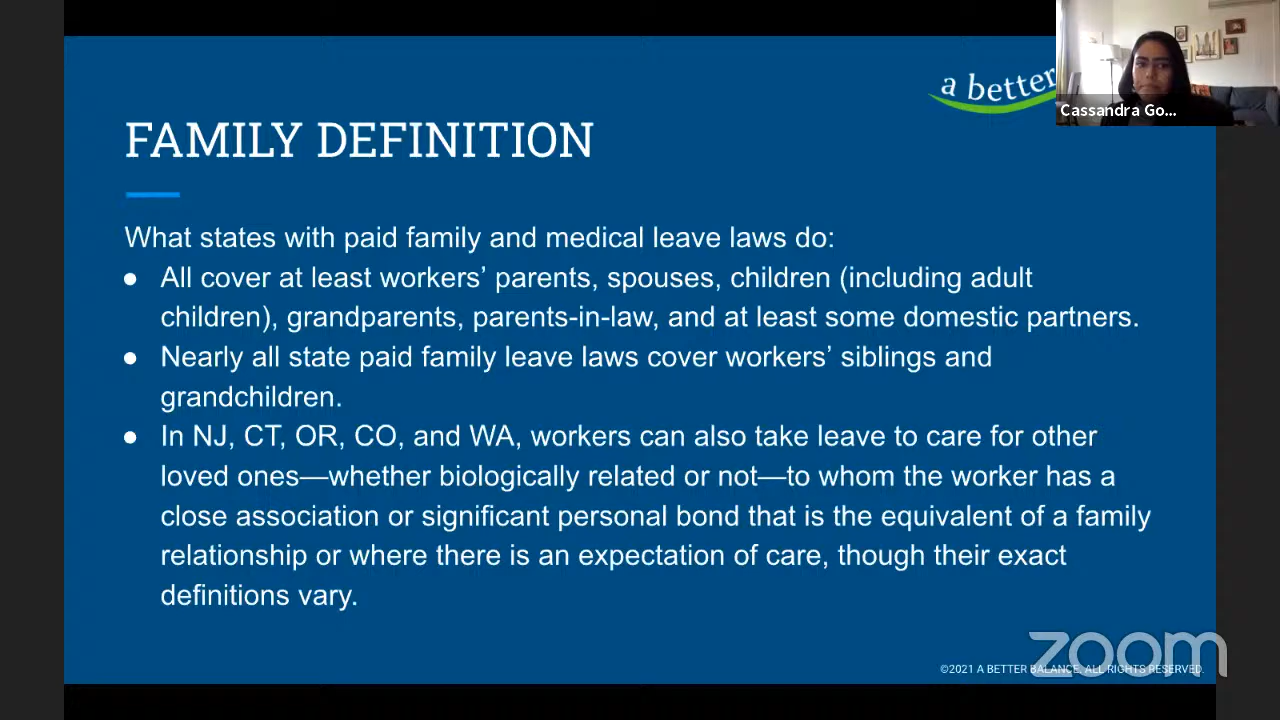 a better
Cassandra Go...
FAMILY DEFINITION
What states with paid family and medical leave laws do:
● All cover at least workers’ parents, spouses, children (including adult
children), grandparents, parents-in-law, and at least some domestic partners.
● Nearly all state paid family leave laws cover workers’ siblings and
grandchildren.
● In NJ, CT, OR, CO, and WA, workers can also take leave to care for other
loved ones—whether biologically related or not—to whom the worker has a
close association or significant personal bond that is the equivalent of a family
relationship or where there is an expectation of care, though their exact
definitions vary.
zoom
©2021 A BETTER BALANCE. ALL RIGHTS RESERVED.